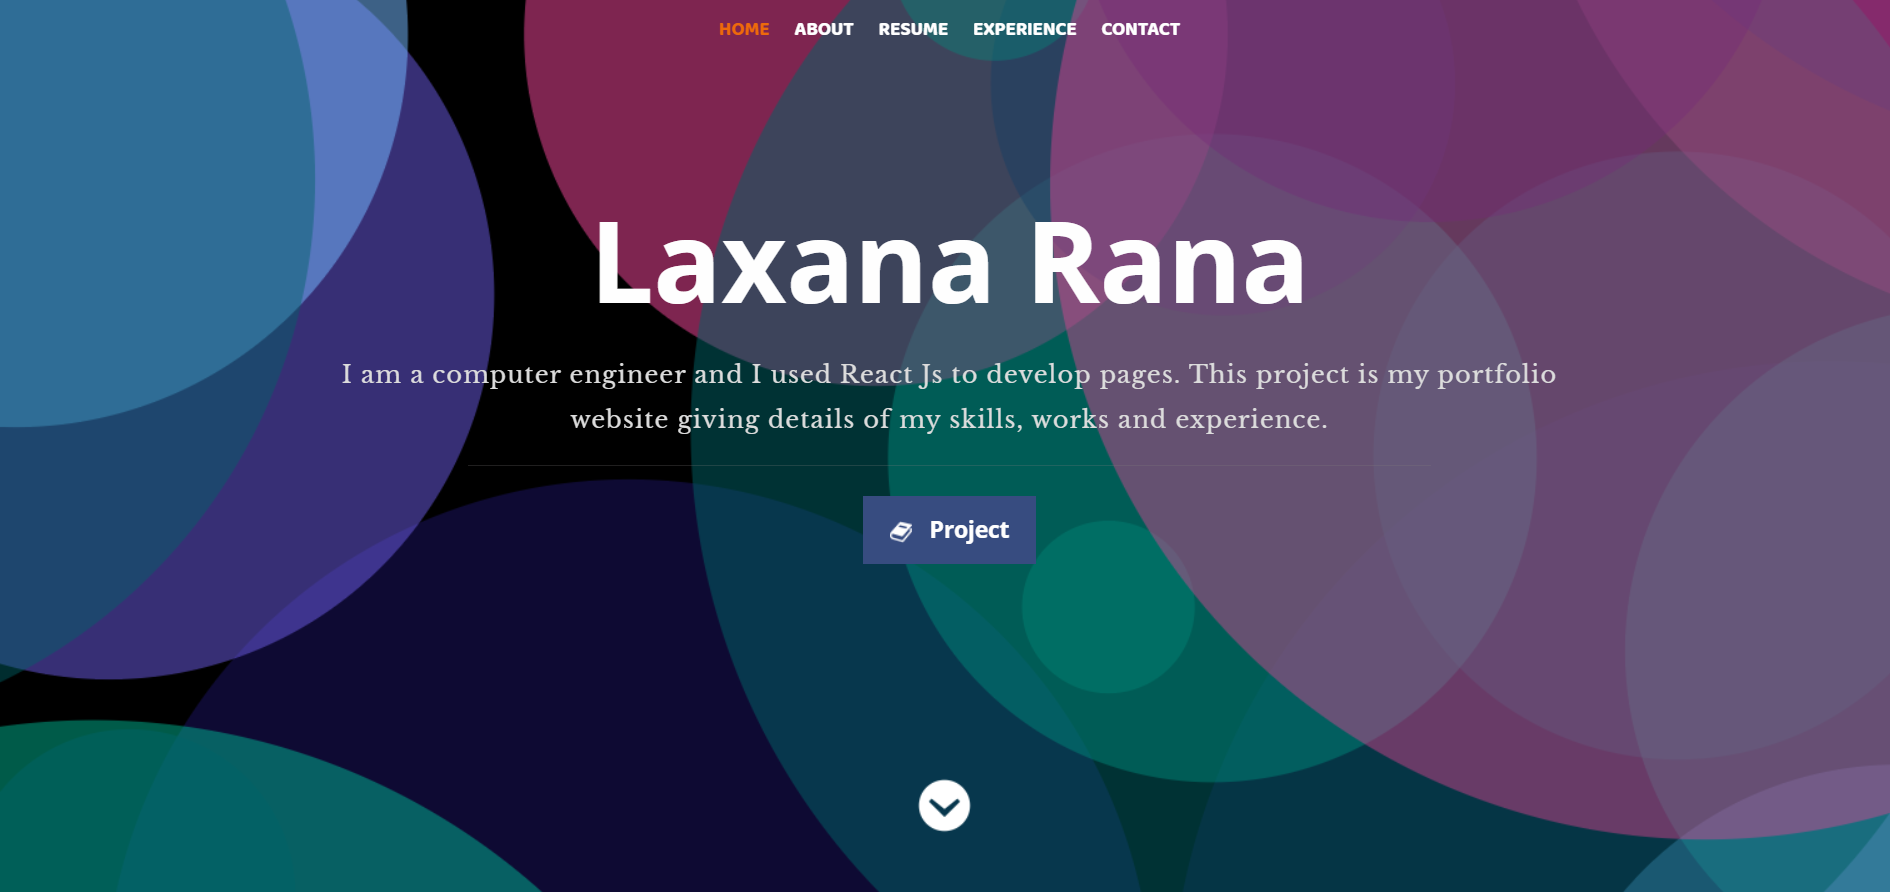 HOME ABOUT RESUME EXPERIENCE CONTACT
Laxana Rana
I am a computer engineer and I used React Js to develop pages. This project is my portfolio
website giving details of my skills, works and experience.
Project